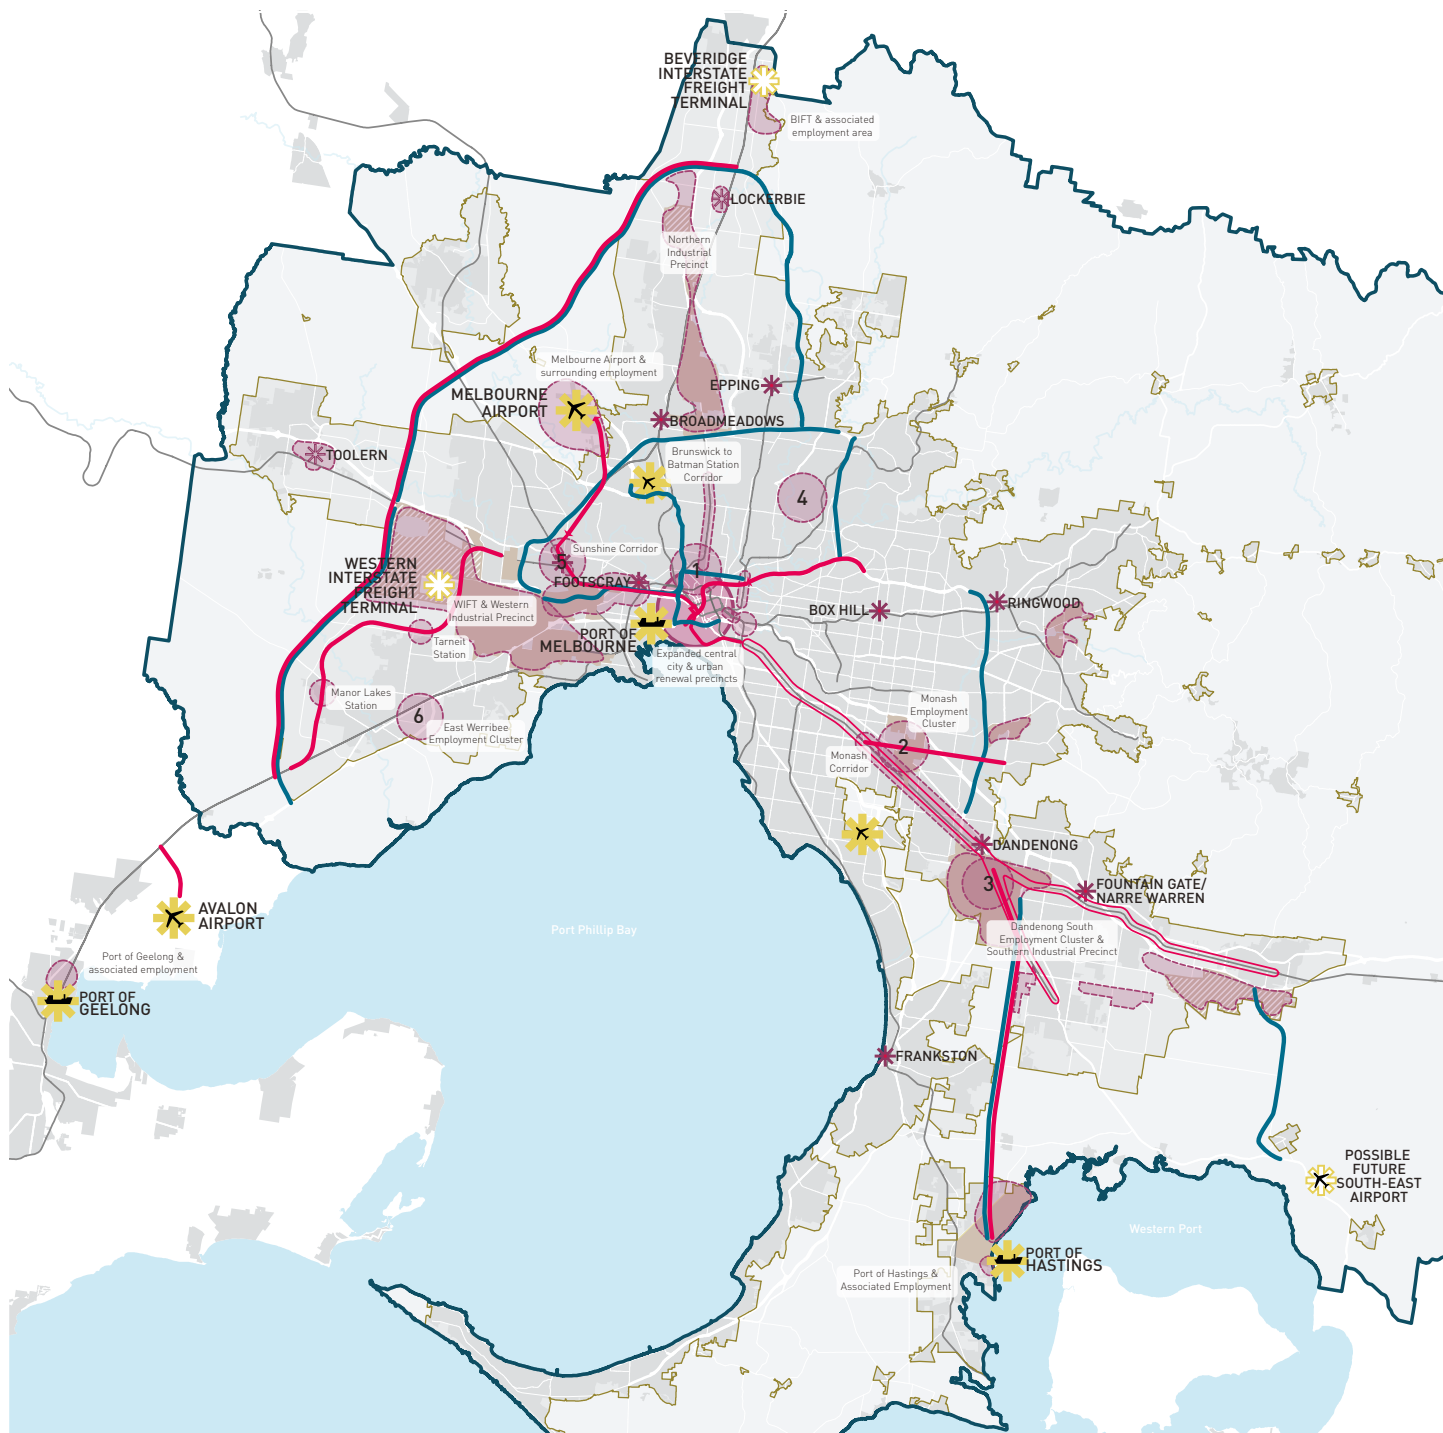 BEVERIDGE
INTERSTATE
FREIGHT
TERMINAL
BIFT & associated
employment area
LOCKERBIE
Northern
Industrial
Precinct
Melbourne Airport &
surrounding employment
MELBOURNE
AIRPORT
EPPING
BROADMEADOWS
TOOLERN
Brunswick to
Batman Station
Corridor
4
5
Sunshine Corridor
1
WESTERN
INTERSTATE
FREIGHT
TERMINAL
FOOTSCRAY
WIFT & Western
Industrial Precinct
BOX HILL
RINGWOOD
PORT OF
MELBOURNE
Tarneit
Station
Expanded central
city & urban
renewal precincts
Manor Lakes
Station
6
East Werribee
Employment Cluster
Monash
Employment
Cluster
2
Monash
Corridor
DANDENONG
3
FOUNTAIN GATE/
NARRE WARREN
AVALON
AIRPORT
Port Phillip Bay
Dandenong South
Employment Cluster &
Southern Industrial Precinct
Port of Geelong &
associated employment
PORT OF
GEELONG
FRANKSTON
POSSIBLE
FUTURE
SOUTH-EAST
AIRPORT
Western Port
PORT OF
HASTINGS
Port of Hastings &
Associated Employment